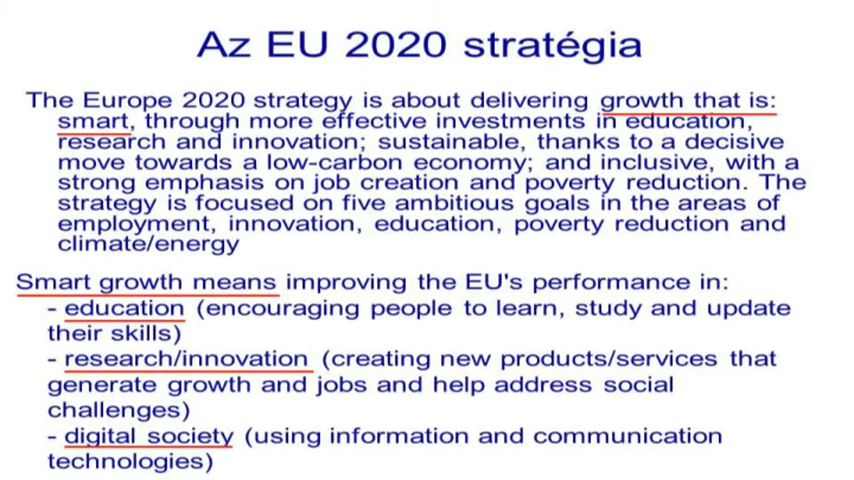 Az EU 2020 stratégia
The Europe 2020 strategy is about delivering growth that is:
smart, through more effective investments in education,
research and innovation; sustainable, thanks to a decisive
move towards a low-carbon economy; and inclusive, with a
strong emphasis on job creation and poverty reduction. The
strategy is focused on five ambitious goals in the areas of
employment, innovation, education, poverty reduction and
climate/energy
Smart growth means improving the EU's performance in:
- education (encouraging people to learn, study and update
their skills)
- research/innovation (creating new products/services that
generate growth and jobs and help address social
challenges)
- digital society (using information and communication
technologies)